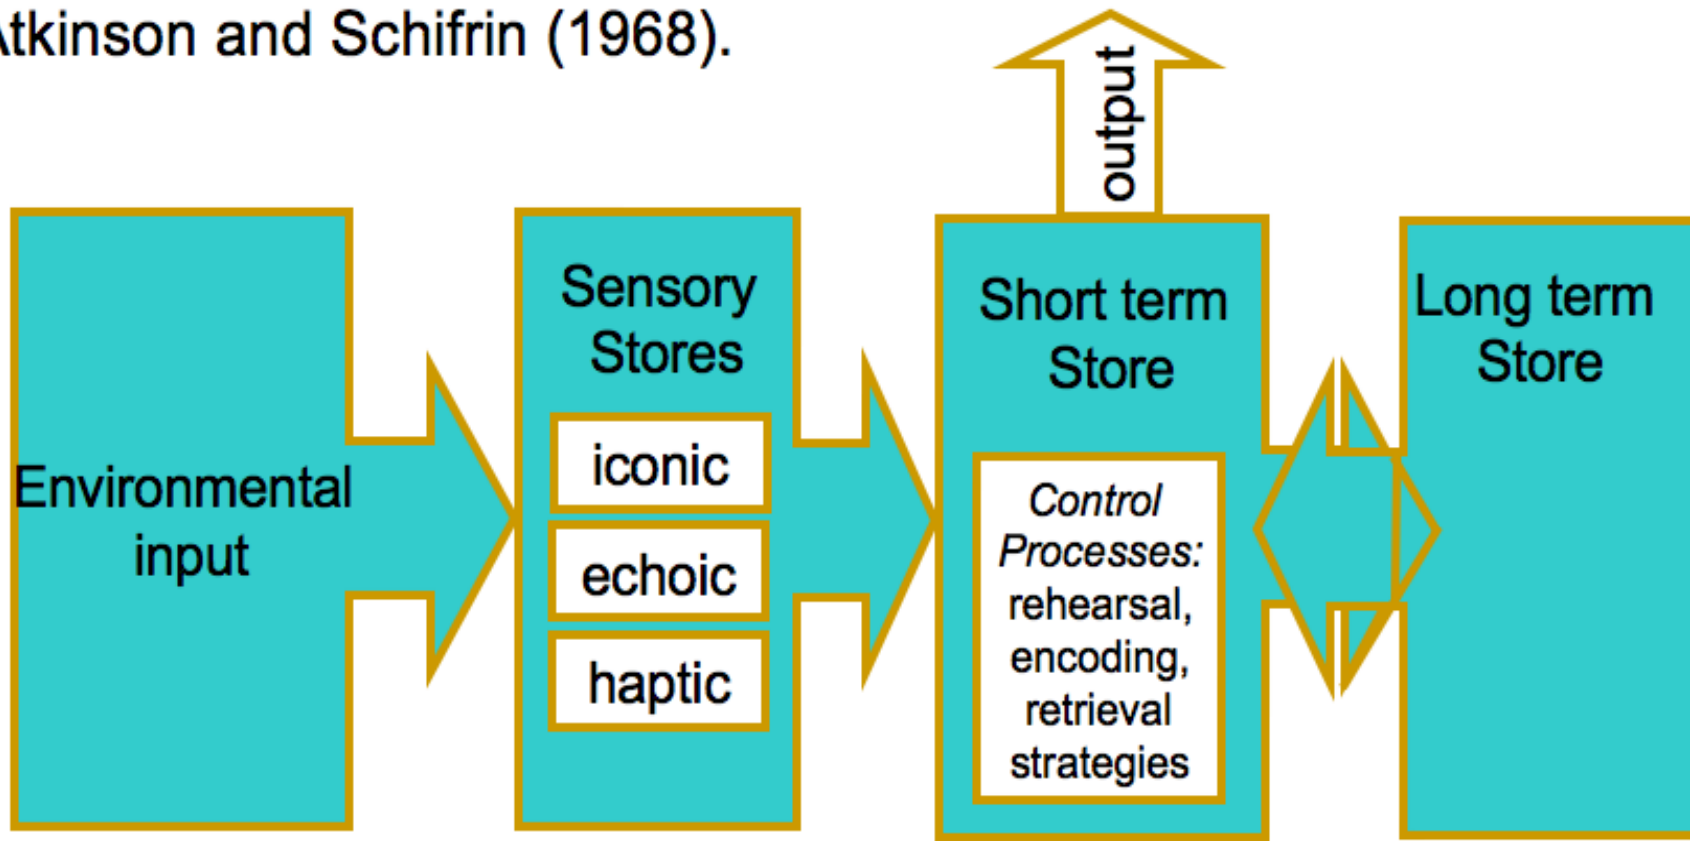 Atkinson and Schifrin (1968).
output
Environmental
input
Sensory
Stores
iconic
echoic
haptic
Short term
Store
Control
Processes:
rehearsal,
encoding,
retrieval
strategies
Long term
Store